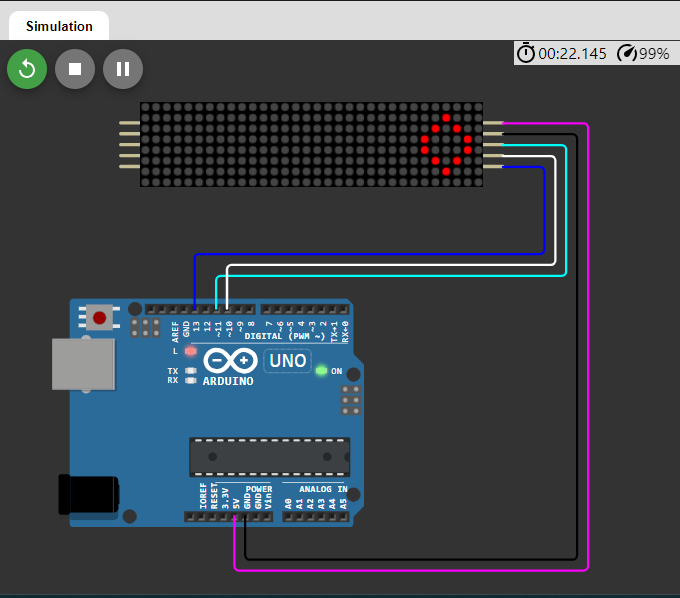 Simulation
00:22.145 99%
AREF
GND
13
12
~11
~10
~9
8
7
~6
~5
~4
~3
2
TX→1
RX←0
DIGITAL (PWM ~)
L
UNO
TX
RX
ARDUINO
ON
IOREF
RESET
3.3V
5V
GND
GND
Vin
POWER
ANALOG IN
A0
A1
A2
A3
A4
A5